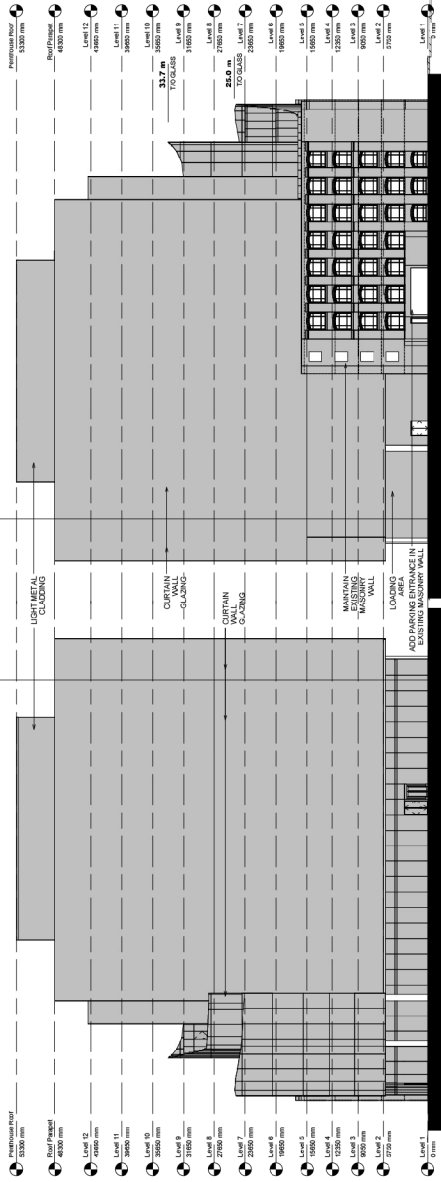 Penthouse Roof
53300 mm
Roof Parapet
48300 mm
Level 12
43650 mm
Level 11
39650 mm
Level 10
35650 mm
Level 9
31650 mm
Level 8
27650 mm
Level 7
23650 mm
Level 6
19650 mm
Level 5
15650 mm
Level 4
12350 mm
Level 3
9050 mm
Level 2
5700 mm
Level 1
0 mm
LIGHT METAL
CLADDING
CURTAIN
WALL
GLAZING
CURTAIN
WALL
GLAZING
MAINTAIN
EXISTING
MASONRY
WALL
LOADING
AREA
ADD PARKING ENTRANCE IN
EXISTING MASONRY WALL
33.7 m
T/O GLASS
25.0 m
T/O GLASS
Penthouse Roof
53300 mm
Roof Parapet
48300 mm
Level 12
43650 mm
Level 11
39650 mm
Level 10
35650 mm
Level 9
31650 mm
Level 8
27650 mm
Level 7
23650 mm
Level 6
19650 mm
Level 5
15650 mm
Level 4
12350 mm
Level 3
9050 mm
Level 2
5700 mm
Level 1
0 mm